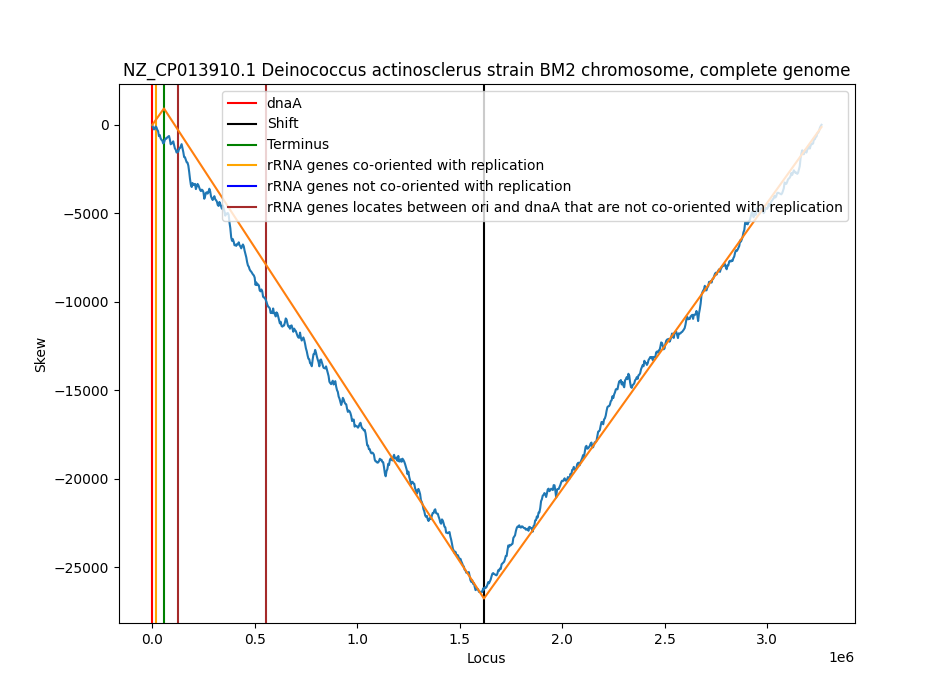 NZ_CP013910.1 Deinococcus actinosclerus strain BM2 chromosome, complete genome
dnaA
Shift
Terminus
rRNA genes co-oriented with replication
rRNA genes not co-oriented with replication
rRNA genes locates between ori and dnaA that are not co-oriented with replication
0
−5000
−10000
−15000
−20000
−25000
Skew
0.0 0.5 1.0 1.5 2.0 2.5 3.0
1e6
Locus